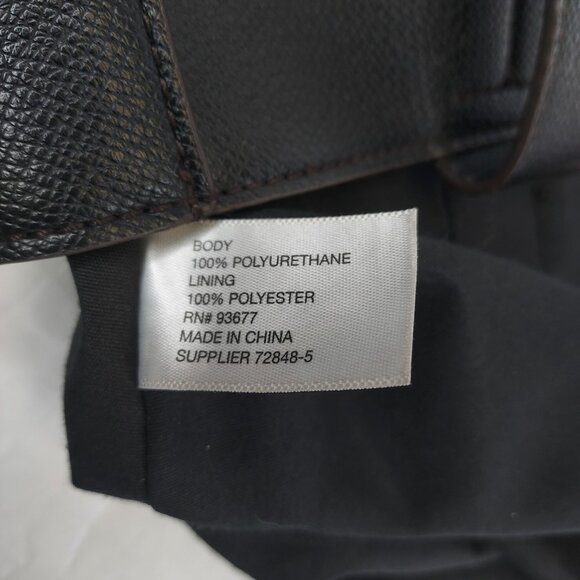 BODY
100% POLYURETHANE
LINING
100% POLYESTER
RN# 93677
MADE IN CHINA
SUPPLIER 72848-5